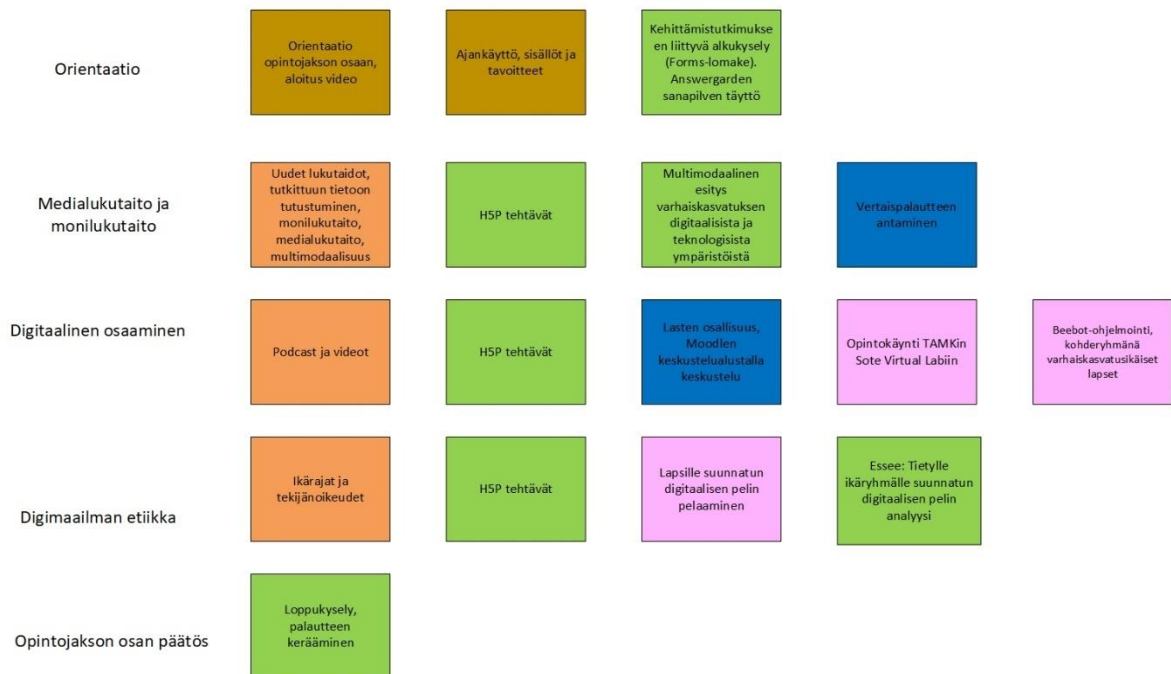 Orientaatio
Orientaatio
opintojakson osaan,
aloitus video
Ajankäyttö, sisällöt ja
tavoitteet
Kehittämistutkimukse
en liittyvä alkukysely
(Forms-lomake).
Answergarden
sanapilven täyttö
Medialukutaito ja
monilukutaito
Uudet lukutaidot,
tutkittuun tietoon
tutustuminen,
monilukutaito,
medialukutaito,
multimodaalisuus
H5P tehtävät
Multimodaalinen
esitys
varhaiskasvatuksen
digitaalisista ja
teknologisista
ympäristöistä
Vertaispalautteen
antaminen
Digitaalinen osaaminen
Podcast ja videot
H5P tehtävät
Lasten osallisuus,
Moodlen
keskustelualustalla
keskustelu
Opintokäynti TAMKin
Sote Virtual Labiin
Beebot-ohjelmointi,
kohderyhmänä
varhaiskasvatusikäiset
lapset
Digimaailman etiikka
Ikärajat ja
tekijänoikeudet
H5P tehtävät
Lapsille suunnatun
digitaalisen pelin
pelaaminen
Essee: Tietylle
ikäryhmälle suunnatun
digitaalisen pelin
analyysi
Opintojakson osan päätös
Loppukysely,
palautteen
kerääminen